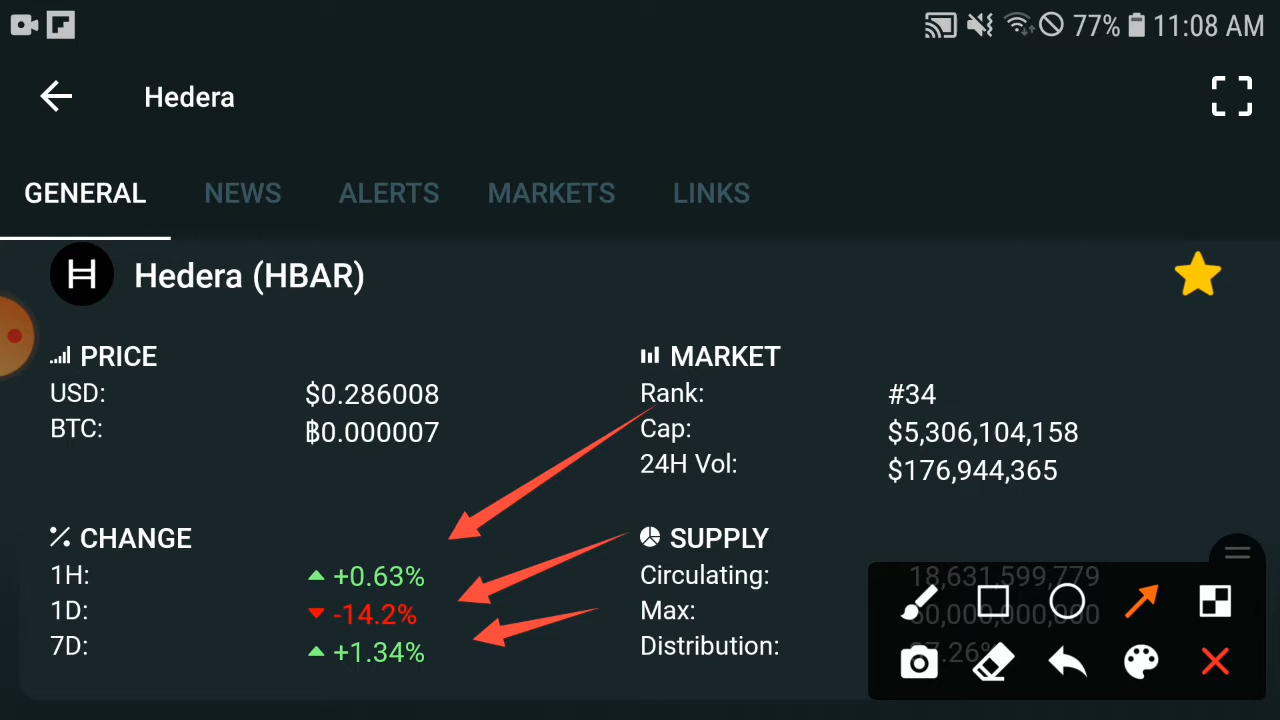 77% 11:08 AM
Hedera
GENERAL NEWS ALERTS MARKETS LINKS
Hedera (HBAR)
PRICE
USD: $0.286008
BTC: ฿0.000007
MARKET
Rank: #34
Cap: $5,306,104,158
24H Vol: $176,944,365
CHANGE
1H: +0.63%
1D: -14.2%
7D: +1.34%
SUPPLY
Circulating: 18,631,599,779
Max:
Distribution: